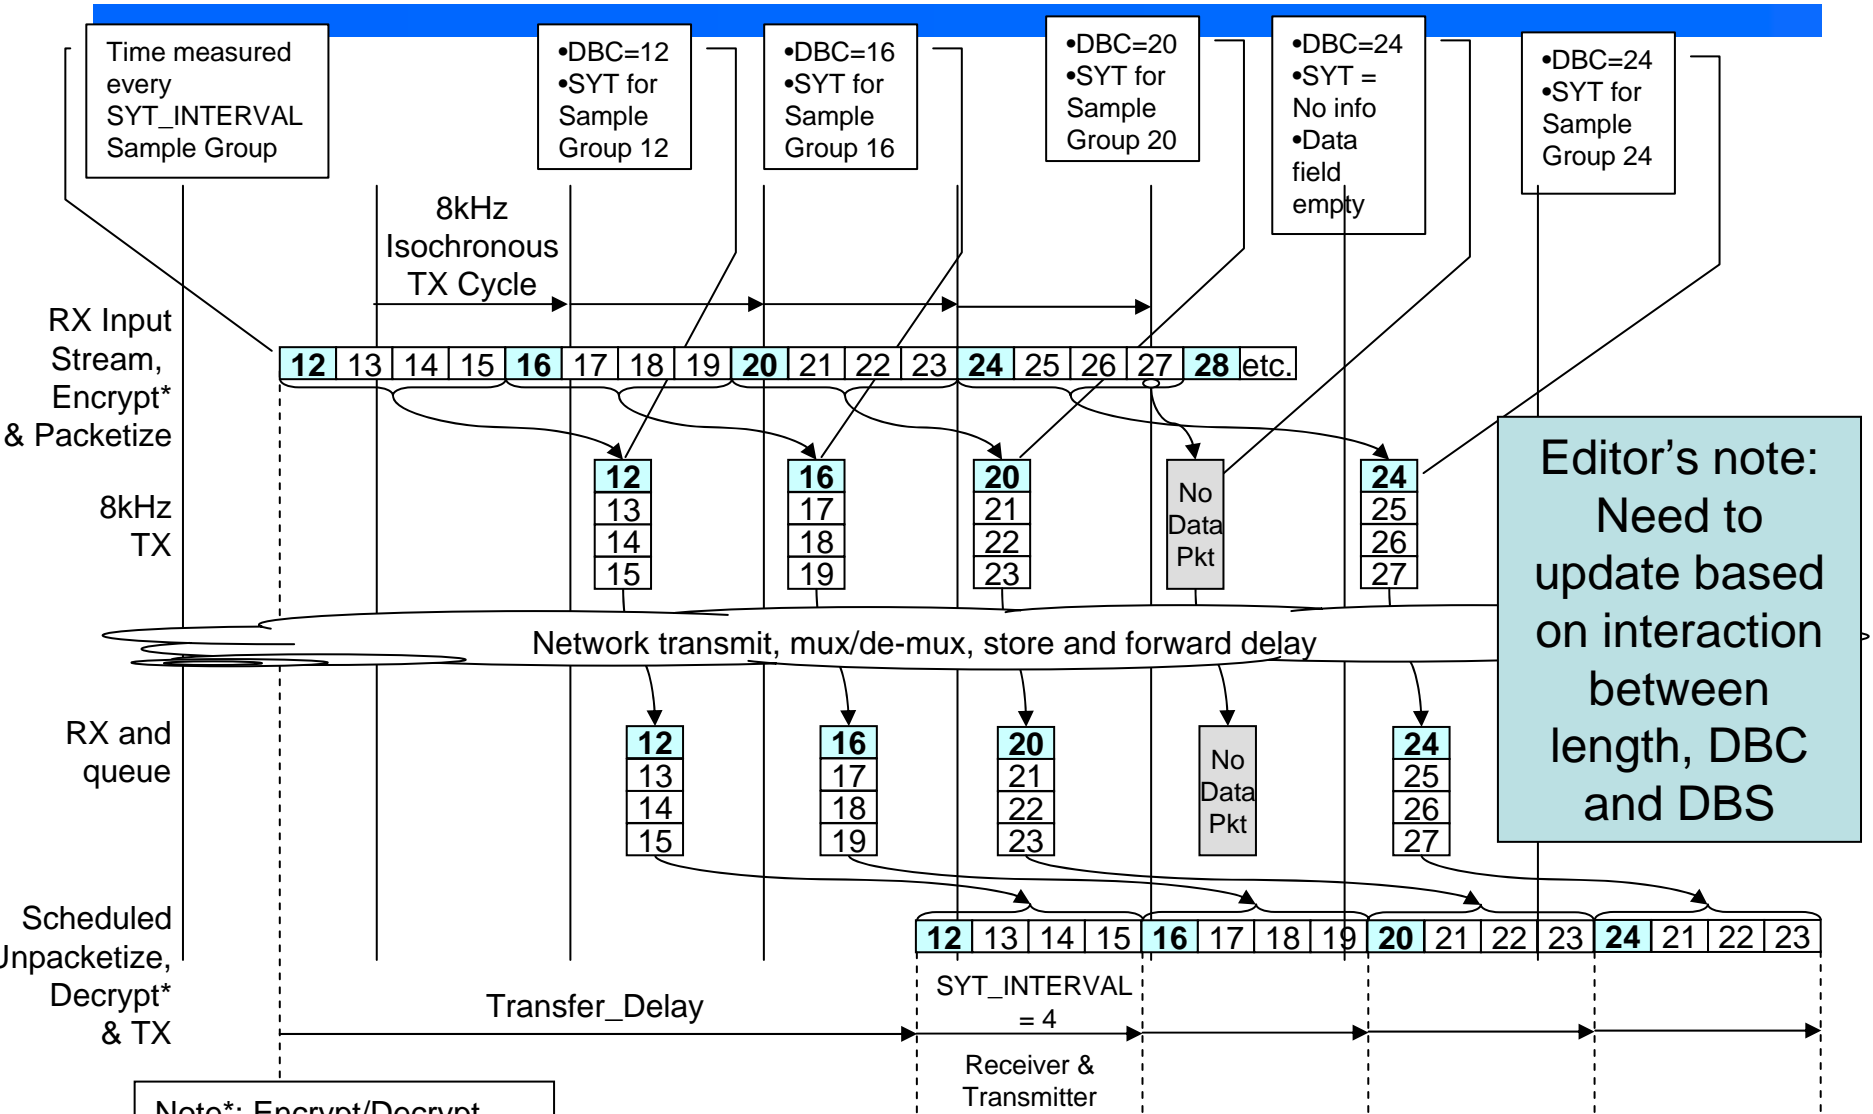 Time measured
every
SYT_INTERVAL
Sample Group
•DBC=12
•SYT for
Sample
Group 12
•DBC=16
•SYT for
Sample
Group 16
•DBC=20
•SYT for
Sample
Group 20
•DBC=24
•SYT =
No info
•Data
field
empty
•DBC=24
•SYT for
Sample
Group 24
8kHz
Isochronous
TX Cycle
RX Input
Stream,
Encrypt*
& Packetize
12 13 14 15 16 17 18 19 20 21 22 23 24 25 26 27 28 etc.
8kHz
TX
12
13
14
15
16
17
18
19
20
21
22
23
No
Data
Pkt
24
25
26
27
Editor's note:
Need to
update based
on interaction
between
length, DBC
and DBS
Network transmit, mux/de-mux, store and forward delay
RX and
queue
12
13
14
15
16
17
18
19
20
21
22
23
No
Data
Pkt
24
25
26
27
Scheduled
Unpacketize,
Decrypt*
& TX
12 13 14 15 16 17 18 19 20 21 22 23 24 21 22 23
Transfer_Delay
SYT_INTERVAL
= 4
Receiver &
Transmitter
Note*: Encrypt/Decrypt